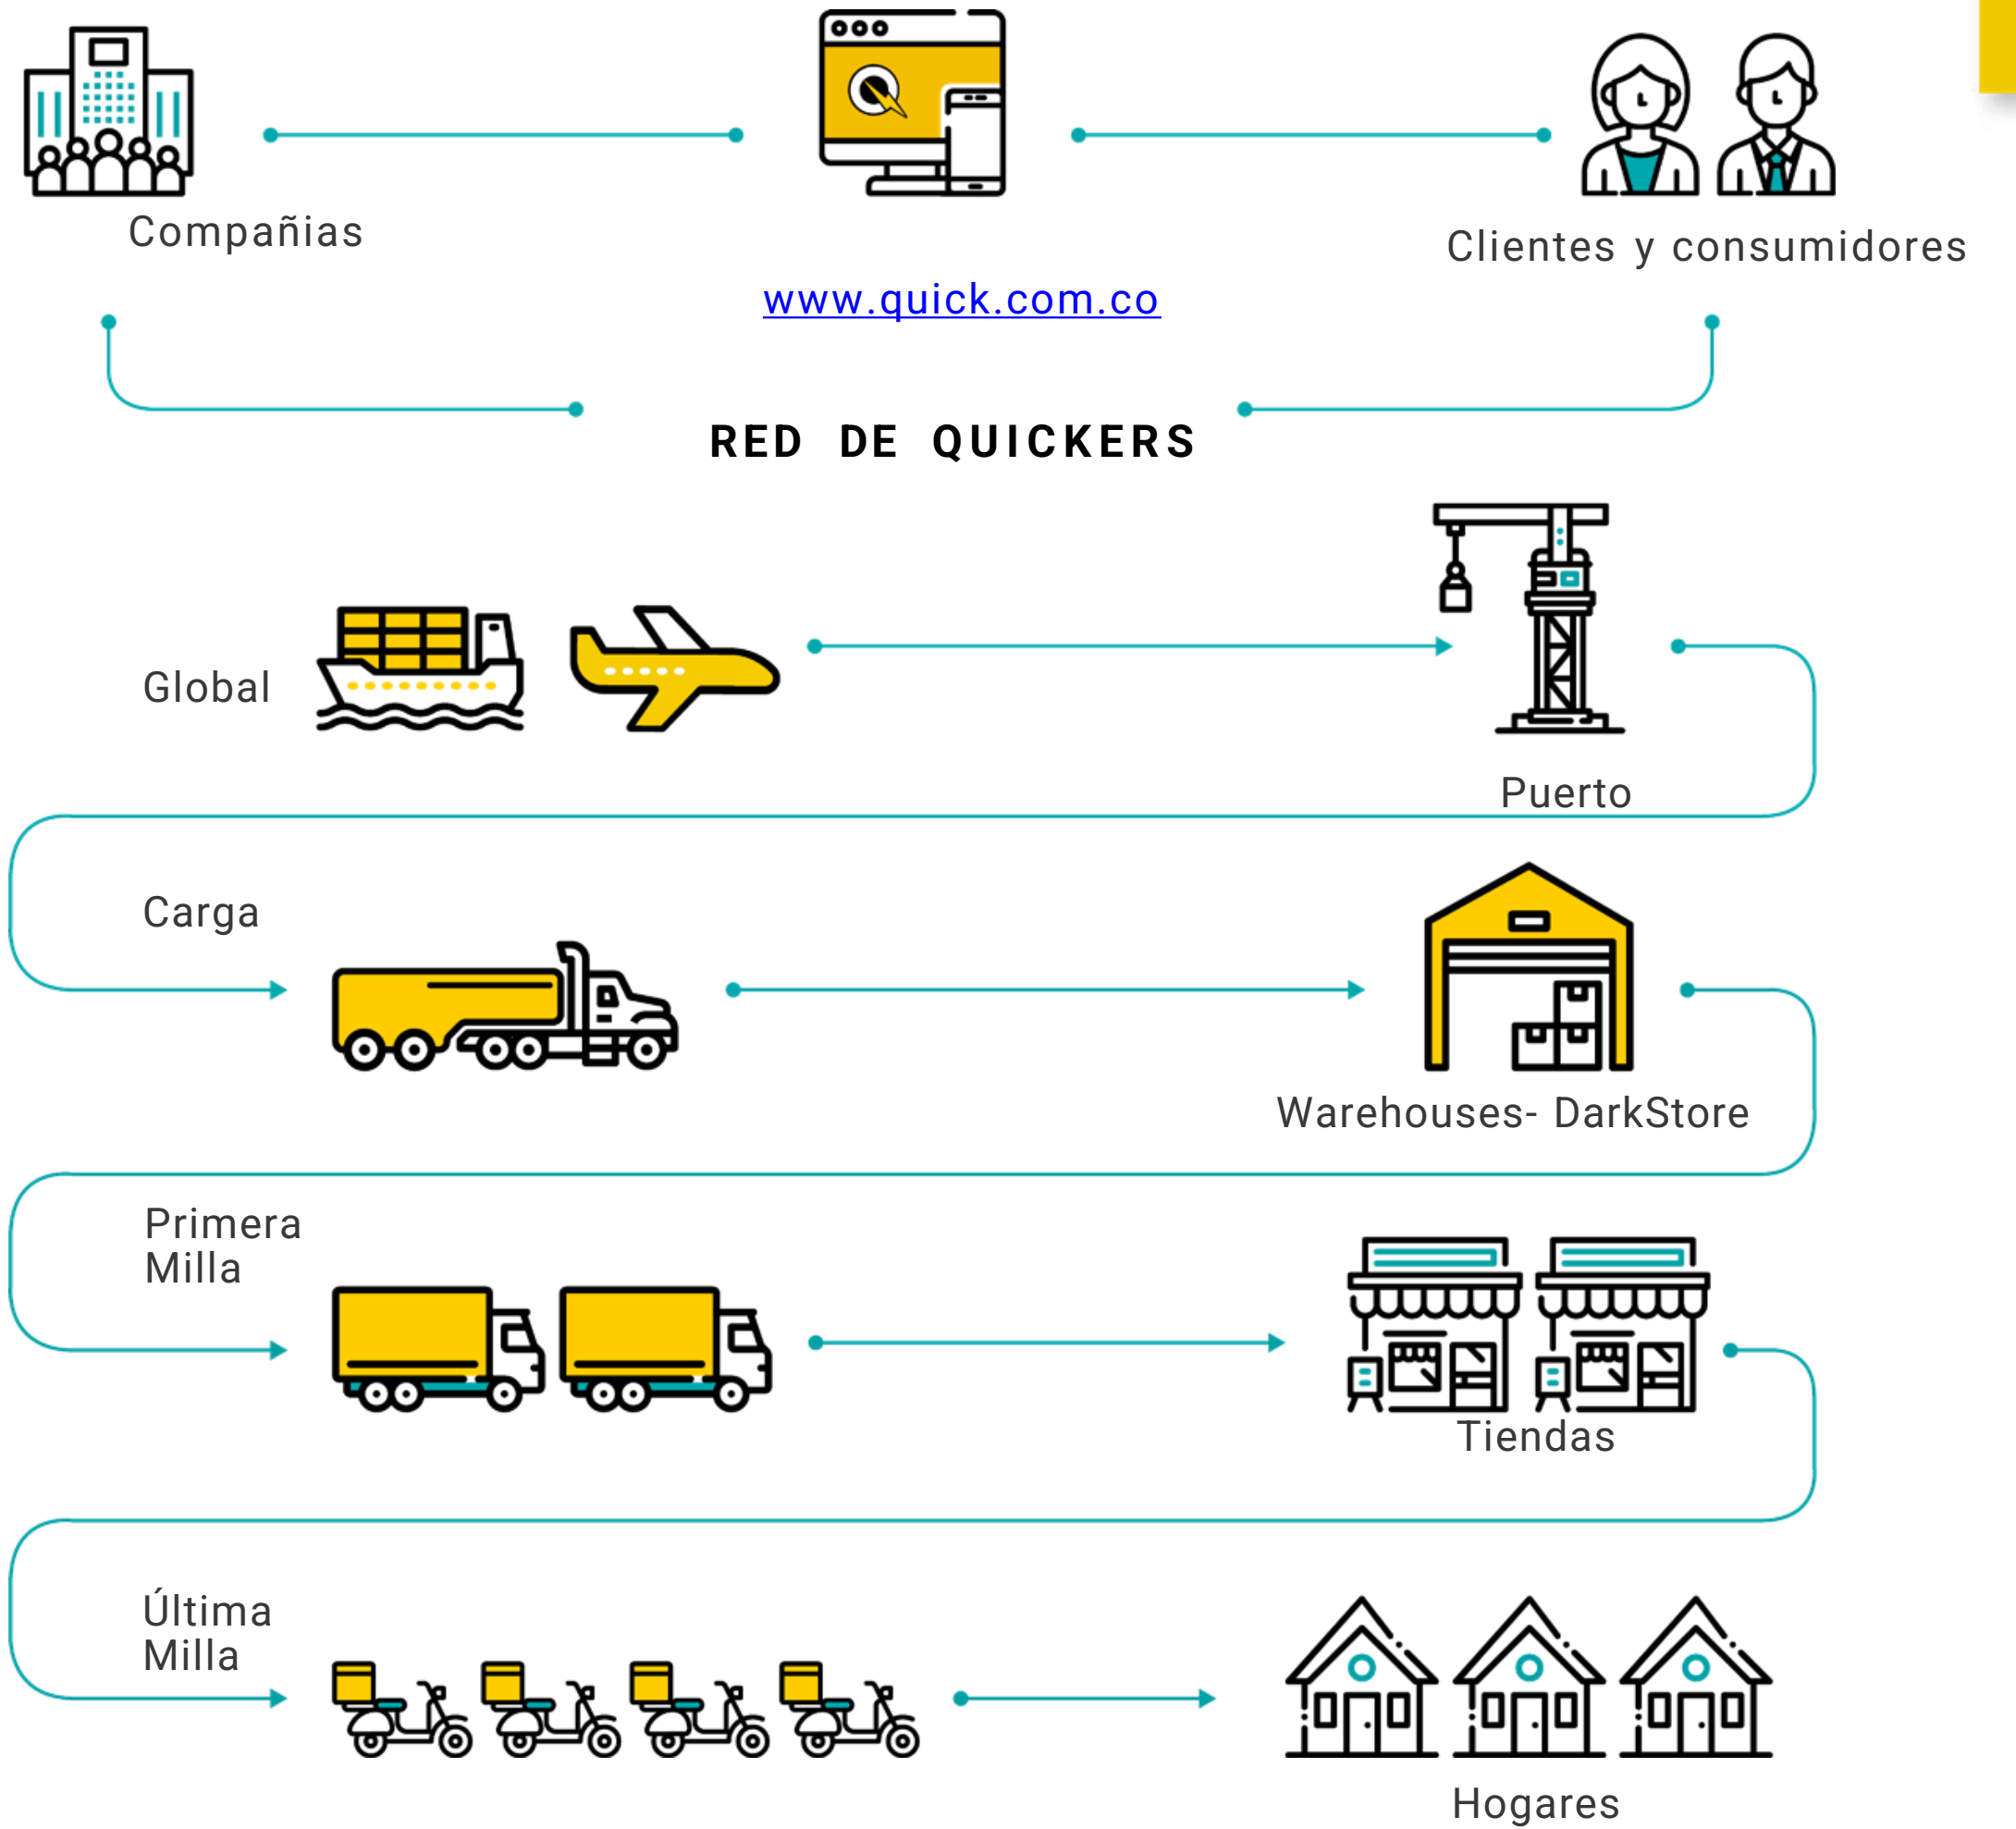 Compañias
Clientes y consumidores
www.quick.com.co
RED DE QUICKERS
Global
Puerto
Carga
Warehouses- DarkStore
Primera
Milla
Tiendas
Última
Milla
Hogares